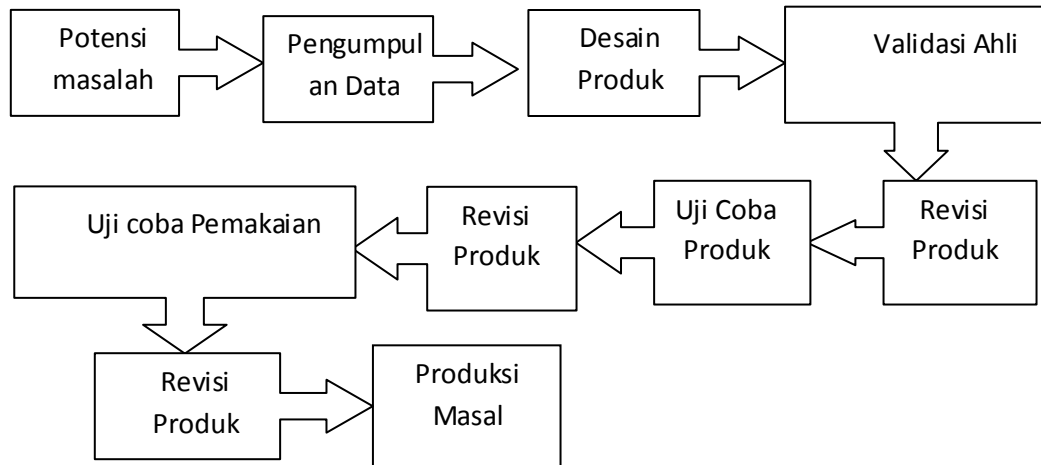 Potensi
masalah
Pengumpul
an Data
Desain
Produk
Validasi Ahli
Revisi
Produk
Uji Coba
Produk
Revisi
Produk
Uji coba Pemakaian
Revisi
Produk
Produksi
Masal